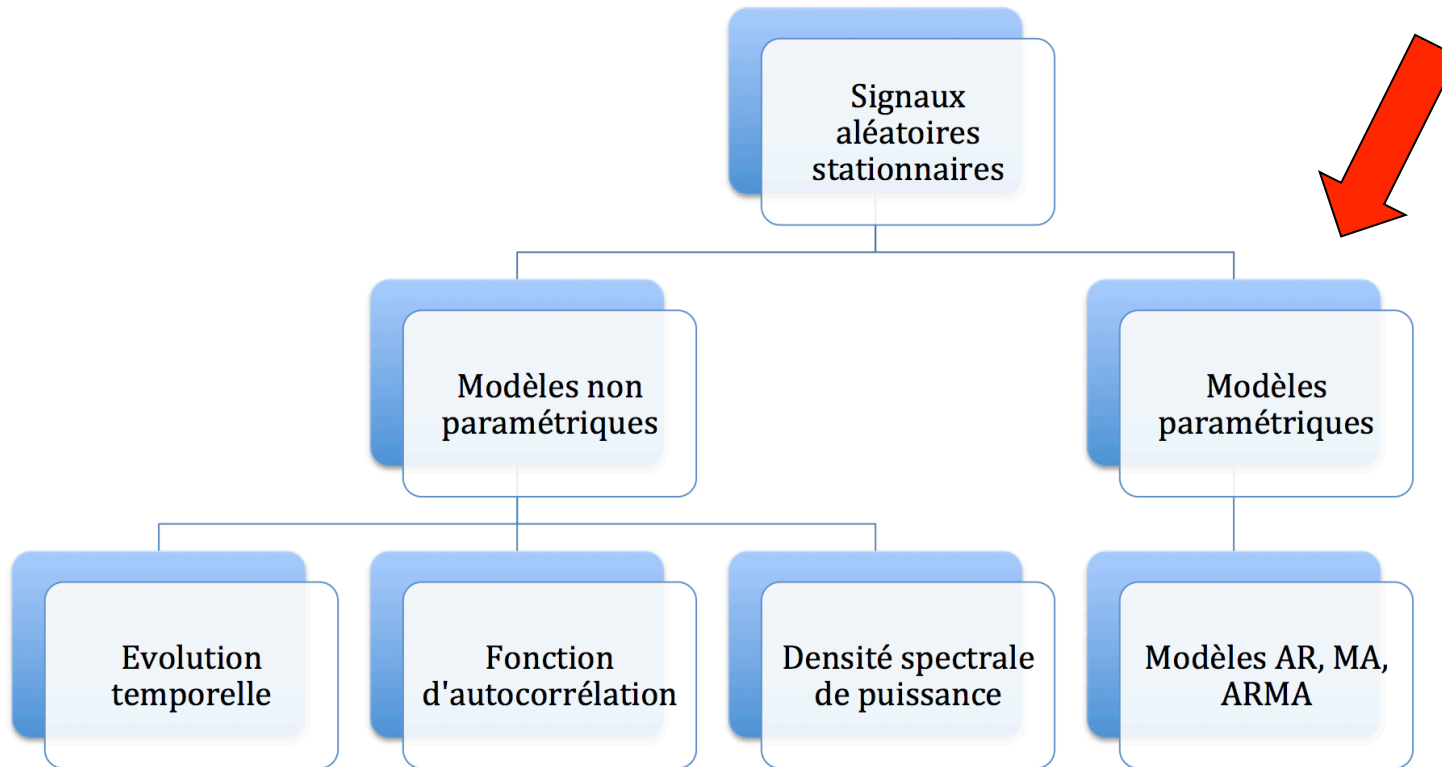 Signaux
aléatoires
stationnaires
Modèles non
paramétriques
Modèles
paramétriques
Evolution
temporelle
Fonction
d'autocorrélation
Densité spectrale
de puissance
Modèles AR, MA,
ARMA